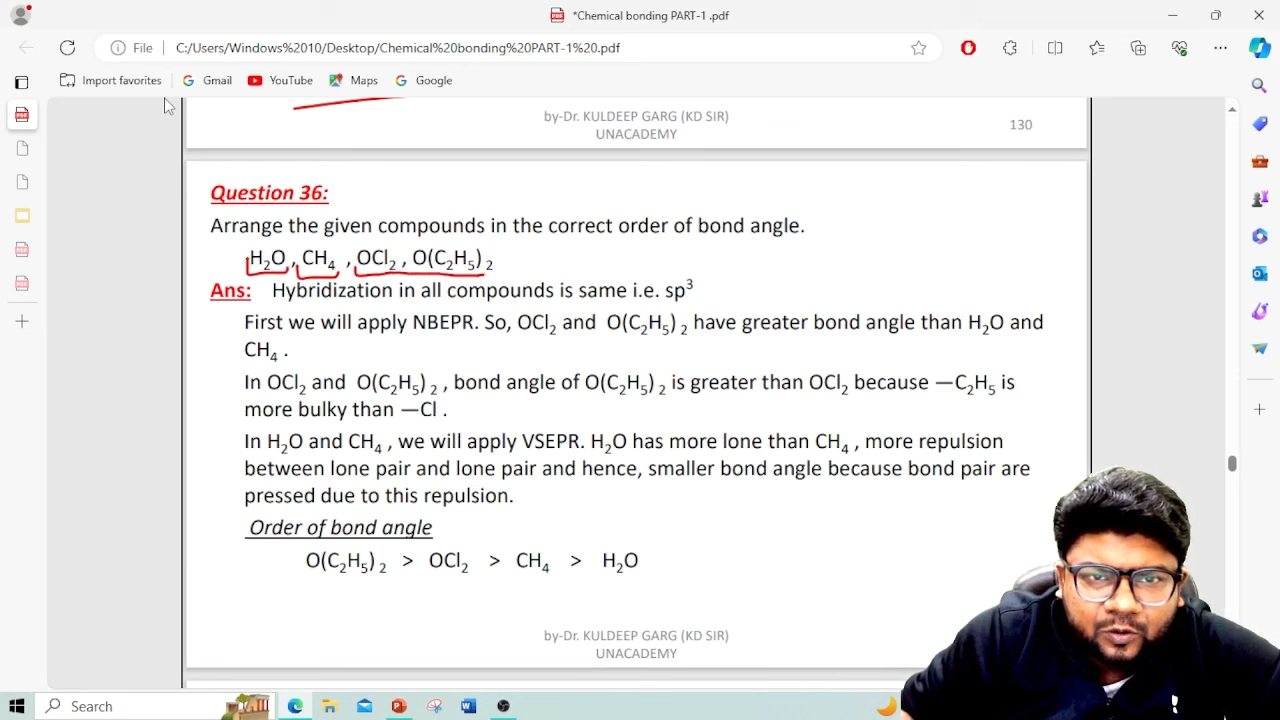 *Chemical bonding PART-1 .pdf
File | C:/Users/Windows%2010/Desktop/Chemical%20bonding%20PART-1%20.pdf
Import favorites Gmail YouTube Maps Google
by-Dr. KULDEEP GARG (KD SIR)
UNACADEMY
130
Question 36:
Arrange the given compounds in the correct order of bond angle.
H₂O , CH₄ , OCl₂ , O(C₂H₅)₂
Ans: Hybridization in all compounds is same i.e. sp³
First we will apply NBEPR. So, OCl₂ and O(C₂H₅)₂ have greater bond angle than H₂O and
CH₄ .
In OCl₂ and O(C₂H₅)₂ , bond angle of O(C₂H₅)₂ is greater than OCl₂ because —C₂H₅ is
more bulky than —Cl .
In H₂O and CH₄ , we will apply VSEPR. H₂O has more lone than CH₄ , more repulsion
between lone pair and lone pair and hence, smaller bond angle because bond pair are
pressed due to this repulsion.
Order of bond angle
O(C₂H₅)₂ > OCl₂ > CH₄ > H₂O
by-Dr. KULDEEP GARG (KD SIR)
UNACADEMY
Search